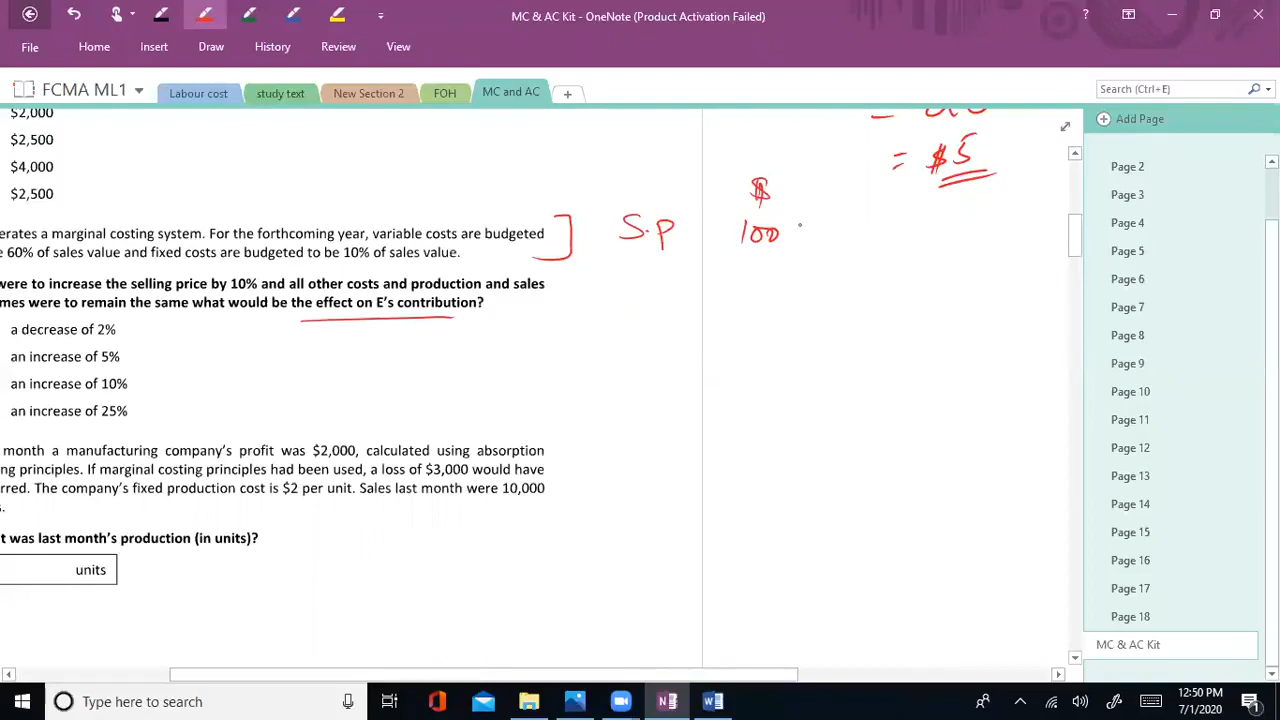 MC & AC Kit - OneNote (Product Activation Failed)
File Home Insert Draw History Review View
FCMA ML1 Labour cost study text New Section 2 FOH MC and AC
Search (Ctrl+E)
$2,000
$2,500
$4,000
$2,500
= $5
$
erates a marginal costing system. For the forthcoming year, variable costs are budgeted
e 60% of sales value and fixed costs are budgeted to be 10% of sales value.
S.P 100
were to increase the selling price by 10% and all other costs and production and sales
mes were to remain the same what would be the effect on E's contribution?
a decrease of 2%
an increase of 5%
an increase of 10%
an increase of 25%
month a manufacturing company's profit was $2,000, calculated using absorption
ng principles. If marginal costing principles had been used, a loss of $3,000 would have
rred. The company's fixed production cost is $2 per unit. Sales last month were 10,000
s.
t was last month's production (in units)?
units
Add Page
Page 2
Page 3
Page 4
Page 5
Page 6
Page 7
Page 8
Page 9
Page 10
Page 11
Page 12
Page 13
Page 14
Page 15
Page 16
Page 17
Page 18
MC & AC Kit
Type here to search
12:50 PM
7/1/2020